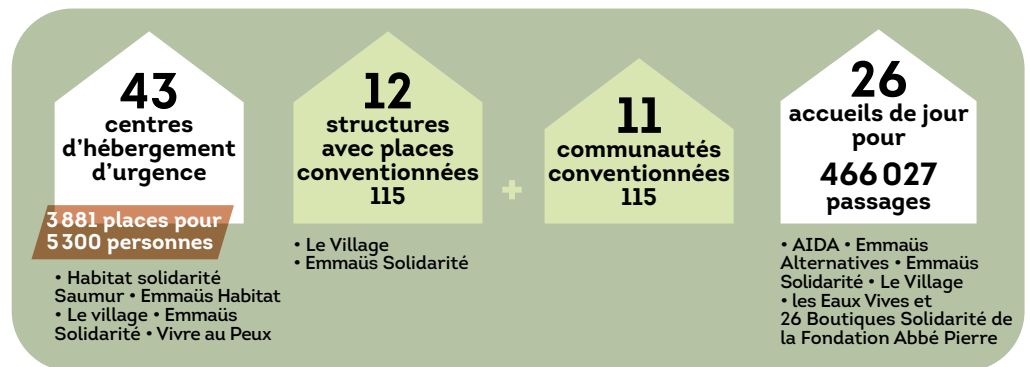 43
centres
d'hébergement
d'urgence
3 881 places pour
5 300 personnes
• Habitat solidarité
Saumur • Emmaüs Habitat
• Le village • Emmaüs
Solidarité • Vivre au Peux
12
structures
avec places
conventionnées
115
• Le Village
• Emmaüs Solidarité
+
11
communautés
conventionnées
115
26
accueils de jour
pour
466 027
passages
• AIDA • Emmaüs
Alternatives • Emmaüs
Solidarité • Le Village
• les Eaux Vives et
26 Boutiques Solidarité de
la Fondation Abbé Pierre